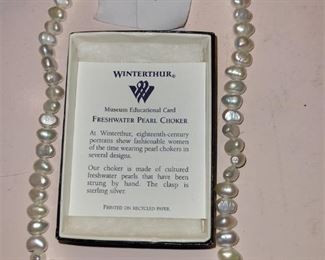 WINTERTHUR®
Museum Educational Card
FRESHWATER PEARL CHOKER
At Winterthur, eighteenth-century
portraits show fashionable women
of the time wearing pearl chokers in
several designs.
Our choker is made of cultured
freshwater pearls that have been
strung by hand. The clasp is
sterling silver.
PRINTED ON RECYCLED PAPER.